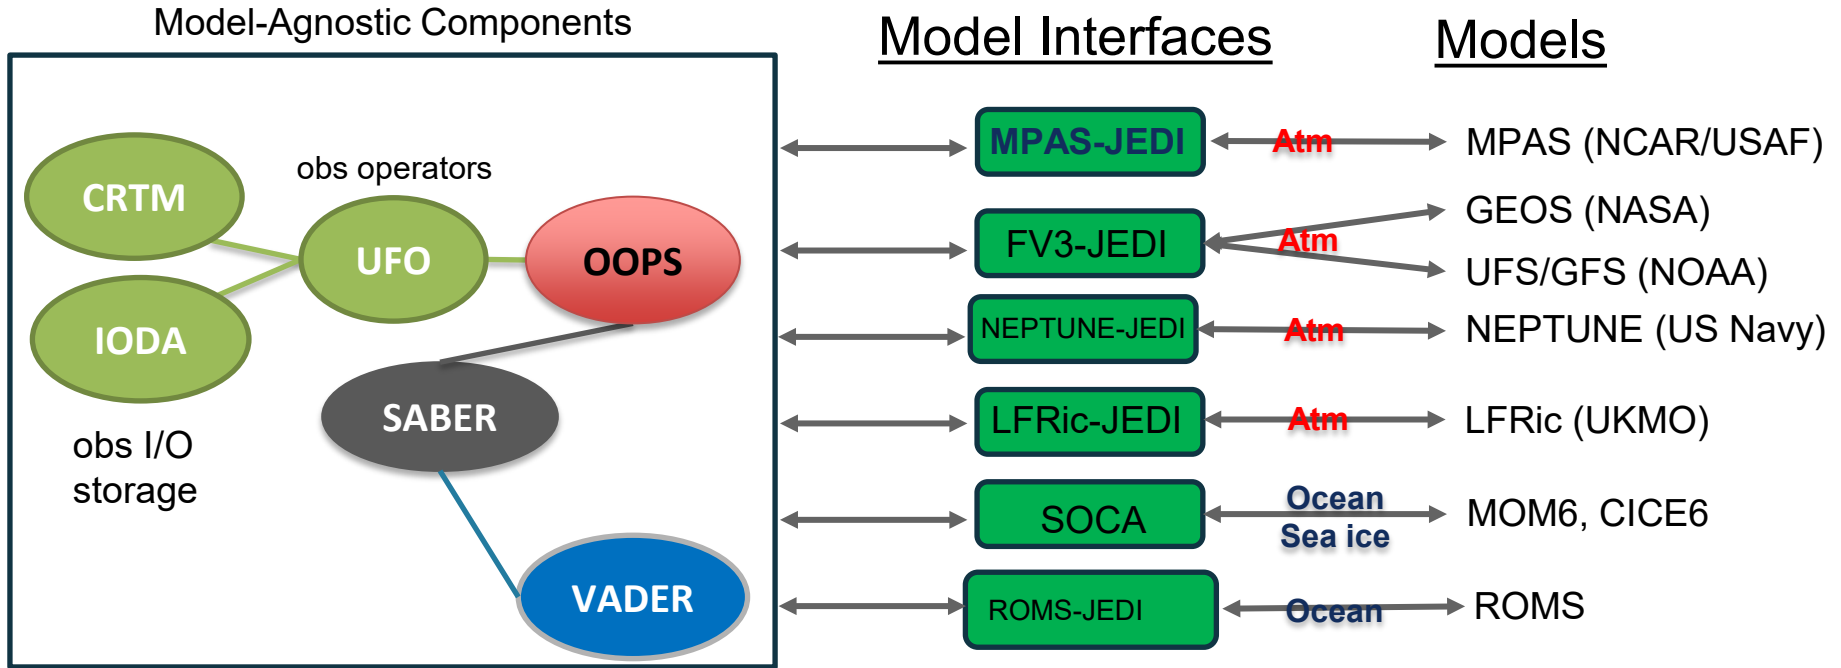 Model-Agnostic Components
Model Interfaces
Models
CRTM
IODA
obs I/O
storage
obs operators
UFO
OOPS
SABER
VADER
MPAS-JEDI
Atm
MPAS (NCAR/USAF)
FV3-JEDI
Atm
GEOS (NASA)
UFS/GFS (NOAA)
NEPTUNE-JEDI
Atm
NEPTUNE (US Navy)
LFRic-JEDI
Atm
LFRic (UKMO)
SOCA
Ocean
Sea ice
MOM6, CICE6
ROMS-JEDI
Ocean
ROMS